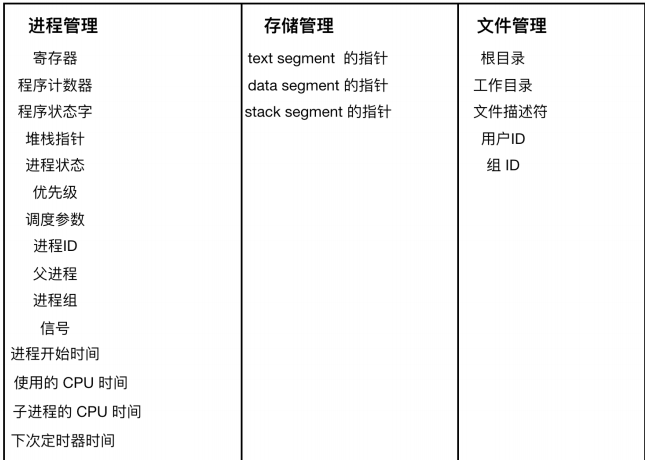 进程管理
寄存器
程序计数器
程序状态字
堆栈指针
进程状态
优先级
调度参数
进程ID
父进程
进程组
信号
进程开始时间
使用的 CPU 时间
子进程的 CPU 时间
下次定时器时间
存储管理
text segment 的指针
data segment 的指针
stack segment 的指针
文件管理
根目录
工作目录
文件描述符
用户ID
组 ID